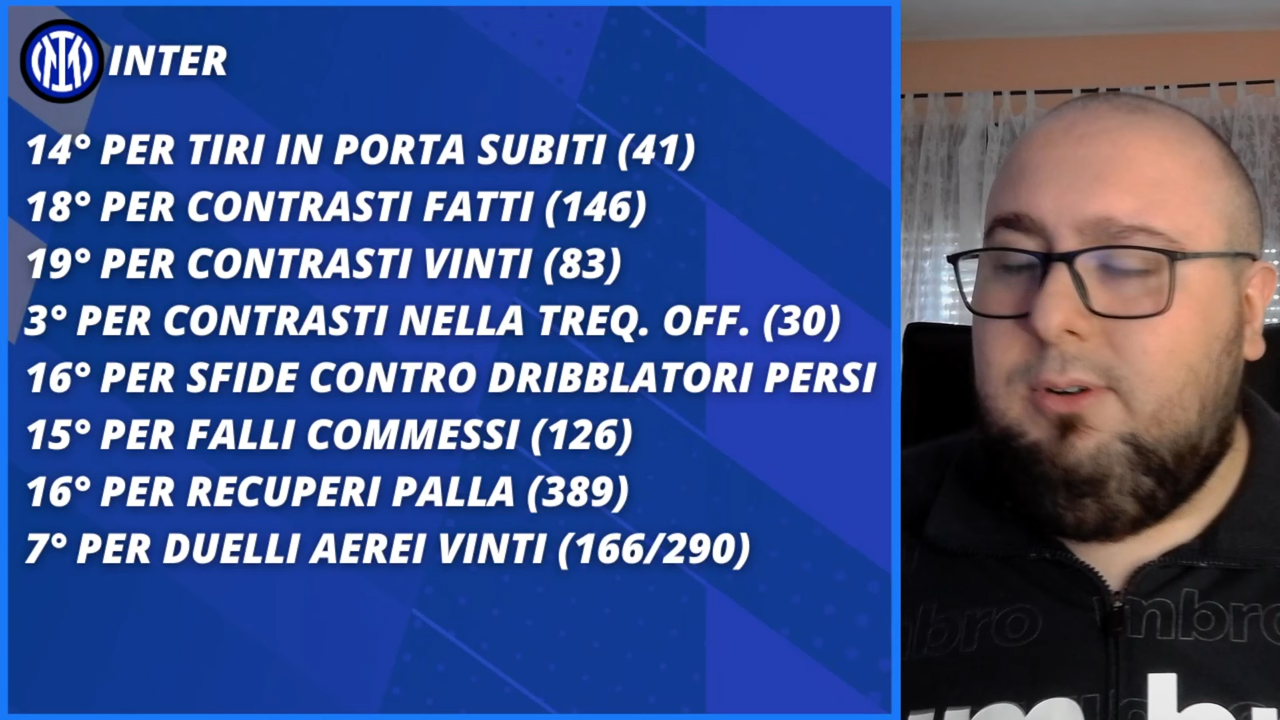 INTER
14° PER TIRI IN PORTA SUBITI (41)
18° PER CONTRASTI FATTI (146)
19° PER CONTRASTI VINTI (83)
3° PER CONTRASTI NELLA TREQ. OFF. (30)
16° PER SFIDE CONTRO DRIBBLATORI PERSI
15° PER FALLI COMMESSI (126)
16° PER RECUPERI PALLA (389)
7° PER DUELLI AEREI VINTI (166/290)